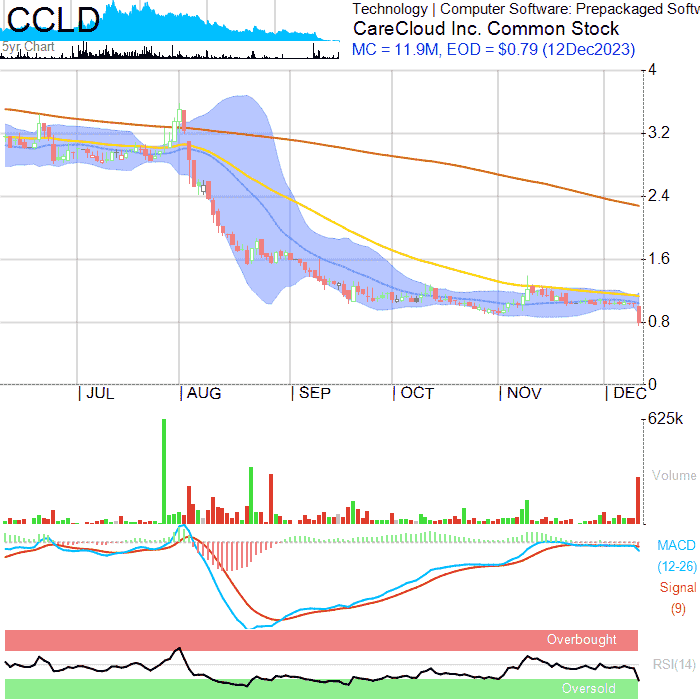 CCLD
5yr. Chart
Technology | Computer Software: Prepackaged Softw
CareCloud Inc. Common Stock
MC = 11.9M, EOD = $0.79 (12Dec2023)
4
3.2
2.4
1.6
0.8
0
JUL AUG SEP OCT NOV DEC
625k
Volume
MACD
(12-26)
Signal
(9)
Overbought
RSI(14)
Oversold